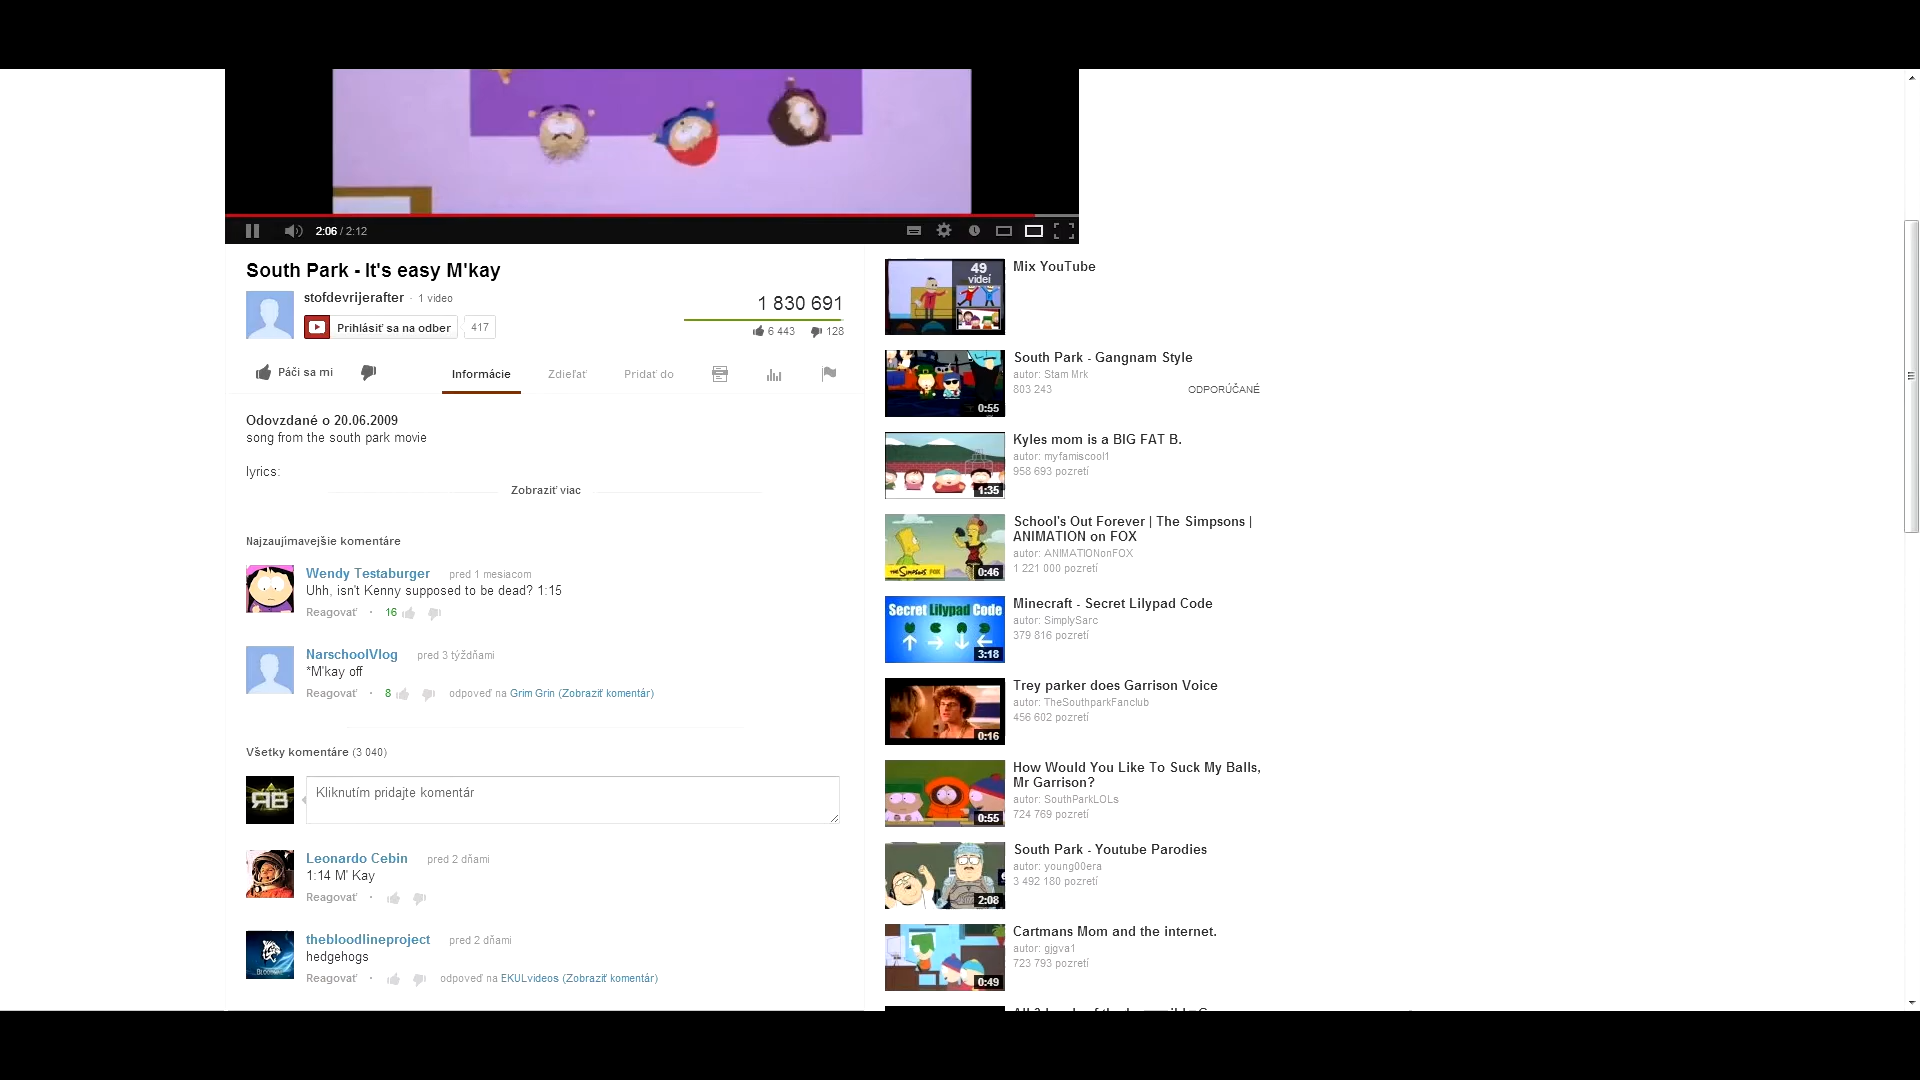 2:06 / 2:12
South Park - It's easy M'kay
stofdevrijerafter · 1 video
Prihlásiť sa na odber 417
1 830 691
6 443 128
Páči sa mi
Informácie Zdieľať Pridať do
Odovzdané o 20.06.2009
song from the south park movie
lyrics:
Zobraziť viac
Najzaujímavejšie komentáre
Wendy Testaburger pred 1 mesiacom
Uhh, isn't Kenny supposed to be dead? 1:15
Reagovať · 16
NarschoolVlog pred 3 týždňami
*M'kay off
Reagovať · 8 odpoveď na Grim Grin (Zobraziť komentár)
Všetky komentáre (3 040)
RB
Kliknutím pridajte komentár
Leonardo Cebin pred 2 dňami
1:14 M' Kay
Reagovať ·
thebloodlineproject pred 2 dňami
hedgehogs
Reagovať · odpoveď na EKULvideos (Zobraziť komentár)
49
videí
Mix YouTube
South Park - Gangnam Style
autor: Stam Mrk
803 243 ODPORÚČANÉ
0:55
Kyles mom is a BIG FAT B.
autor: myfamiscool1
958 693 pozretí
1:35
School's Out Forever | The Simpsons |
ANIMATION on FOX
autor: ANIMATIONonFOX
1 221 000 pozretí
The Simpsons FOX
0:46
Secret Lilypad Code
Minecraft - Secret Lilypad Code
autor: SimplySarc
379 816 pozretí
3:18
Trey parker does Garrison Voice
autor: TheSouthparkFanclub
456 602 pozretí
0:16
How Would You Like To Suck My Balls,
Mr Garrison?
autor: SouthParkLOLs
724 769 pozretí
0:55
South Park - Youtube Parodies
autor: young00era
3 492 180 pozretí
2:08
Cartmans Mom and the internet.
autor: gjgva1
723 793 pozretí
0:49